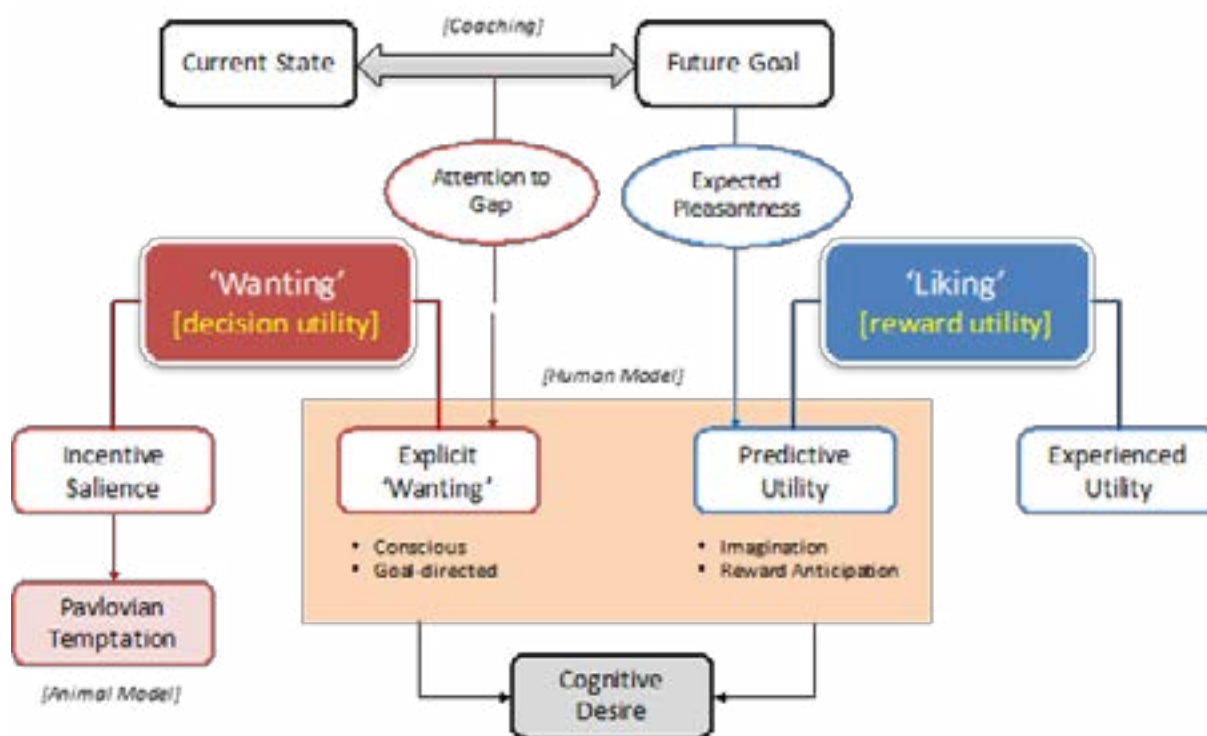 [Coaching]
Current State
Future Goal
Attention to
Gap
Expected
Pleasantness
‘Wanting’
[decision utility]
‘Liking’
[reward utility]
[Human Model]
Incentive
Salience
Explicit
‘Wanting’
Predictive
Utility
Experienced
Utility
• Conscious
• Goal-directed
• Imagination
• Reward Anticipation
Pavlovian
Temptation
[Animal Model]
Cognitive
Desire